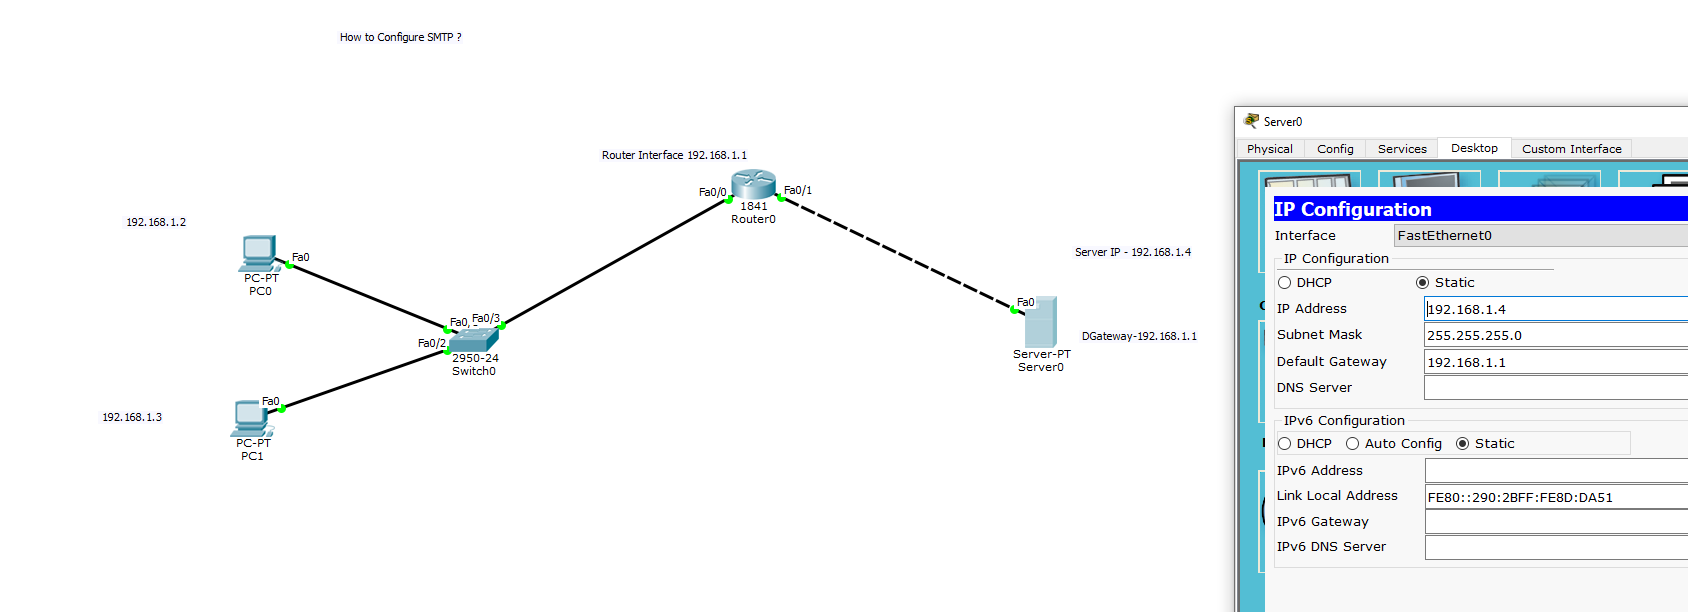 How to Configure SMTP ?
Router Interface 192.168.1.1
Fa0/0
Fa0/1
1841
Router0
192.168.1.2
Fa0
PC-PT
PC0
Fa0/3
Fa0/2
2950-24
Switch0
192.168.1.3
Fa0
PC-PT
PC1
Server IP - 192.168.1.4
Fa0
DGateway-192.168.1.1
Server-PT
Server0
Server0
Physical Config Services Desktop Custom Interface
IP Configuration
Interface FastEthernet0
IP Configuration
DHCP Static
IP Address 192.168.1.4
Subnet Mask 255.255.255.0
Default Gateway 192.168.1.1
DNS Server
IPv6 Configuration
DHCP Auto Config Static
IPv6 Address
Link Local Address FE80::290:2BFF:FE8D:DA51
IPv6 Gateway
IPv6 DNS Server